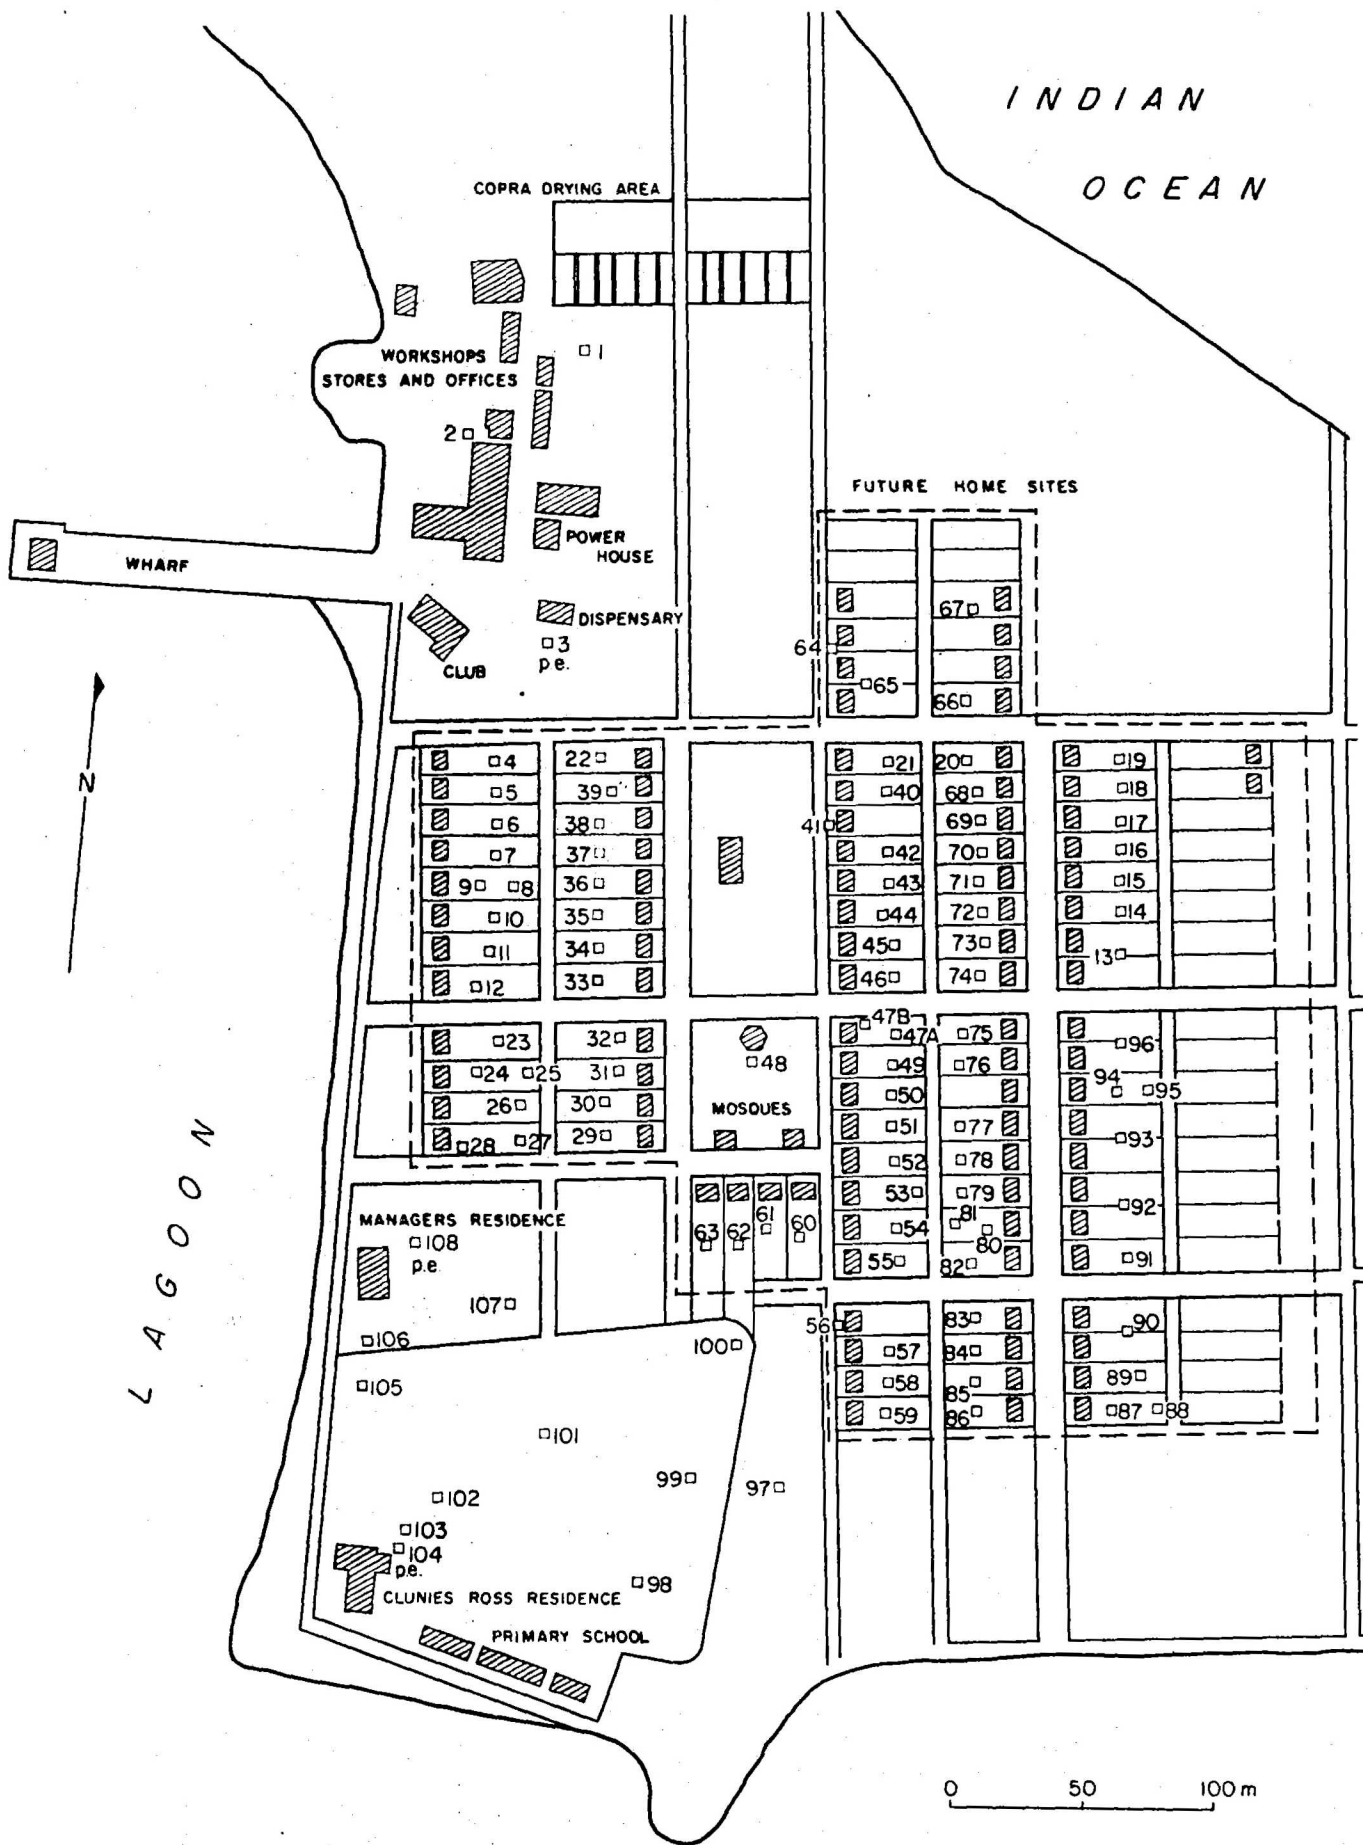 INDIAN
OCEAN
COPRA DRYING AREA
WORKSHOPS
STORES AND OFFICES
1
2
FUTURE HOME SITES
POWER
HOUSE
WHARF
DISPENSARY
3
p.e.
CLUB
67
64
65
66
N
4 22 21 20 19
5 39 40 68 18
6 38 41 69 17
7 37 42 70 16
9 8 36 43 71 15
10 35 44 72 14
11 34 45 73 13
12 33 46 74
47B
23 32 47A 75 96
24 25 31 48 49 76 94 95
26 30 MOSQUES 50
28 27 29 51 77 93
52 78
53 79 92
MANAGERS RESIDENCE
63 62 61 60 54 81 80
108
p.e.
55 82 91
107
106
56 83 90
100 57 84
105 58 85 89
59 86 87 88
101
99 97
102
103
104
p.e.
98
CLUNIES ROSS RESIDENCE
PRIMARY SCHOOL
LAGOON
0 50 100 m